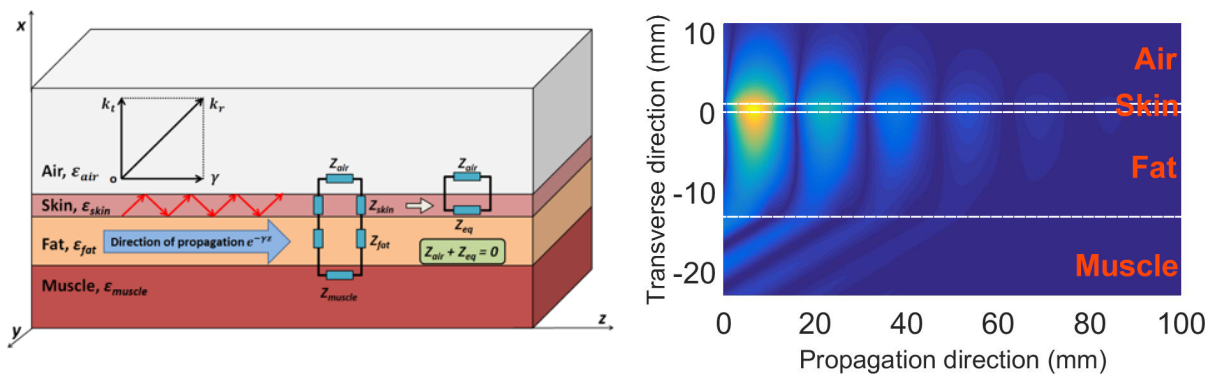 x
k_t
k_r
o
γ
Air, ε_air
Z_air
Z_air
Skin, ε_skin
Z_skin
Z_eq
Fat, ε_fat
Direction of propagation e^{-γz}
Z_fat
Z_air + Z_eq = 0
Muscle, ε_muscle
Z_muscle
y
z
Transverse direction (mm)
10
0
-10
-20
Air
Skin
Fat
Muscle
0
20
40
60
80
100
Propagation direction (mm)